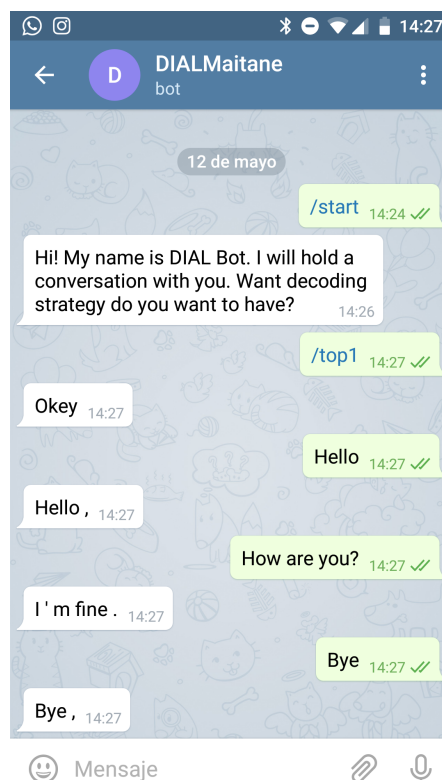 14:27
D
DIALMaitane
bot
12 de mayo
/start 14:24
Hi! My name is DIAL Bot. I will hold a
conversation with you. Want decoding
strategy do you want to have? 14:26
/top1 14:27
Okey 14:27
Hello 14:27
Hello , 14:27
How are you? 14:27
I ' m fine . 14:27
Bye 14:27
Bye , 14:27
Mensaje